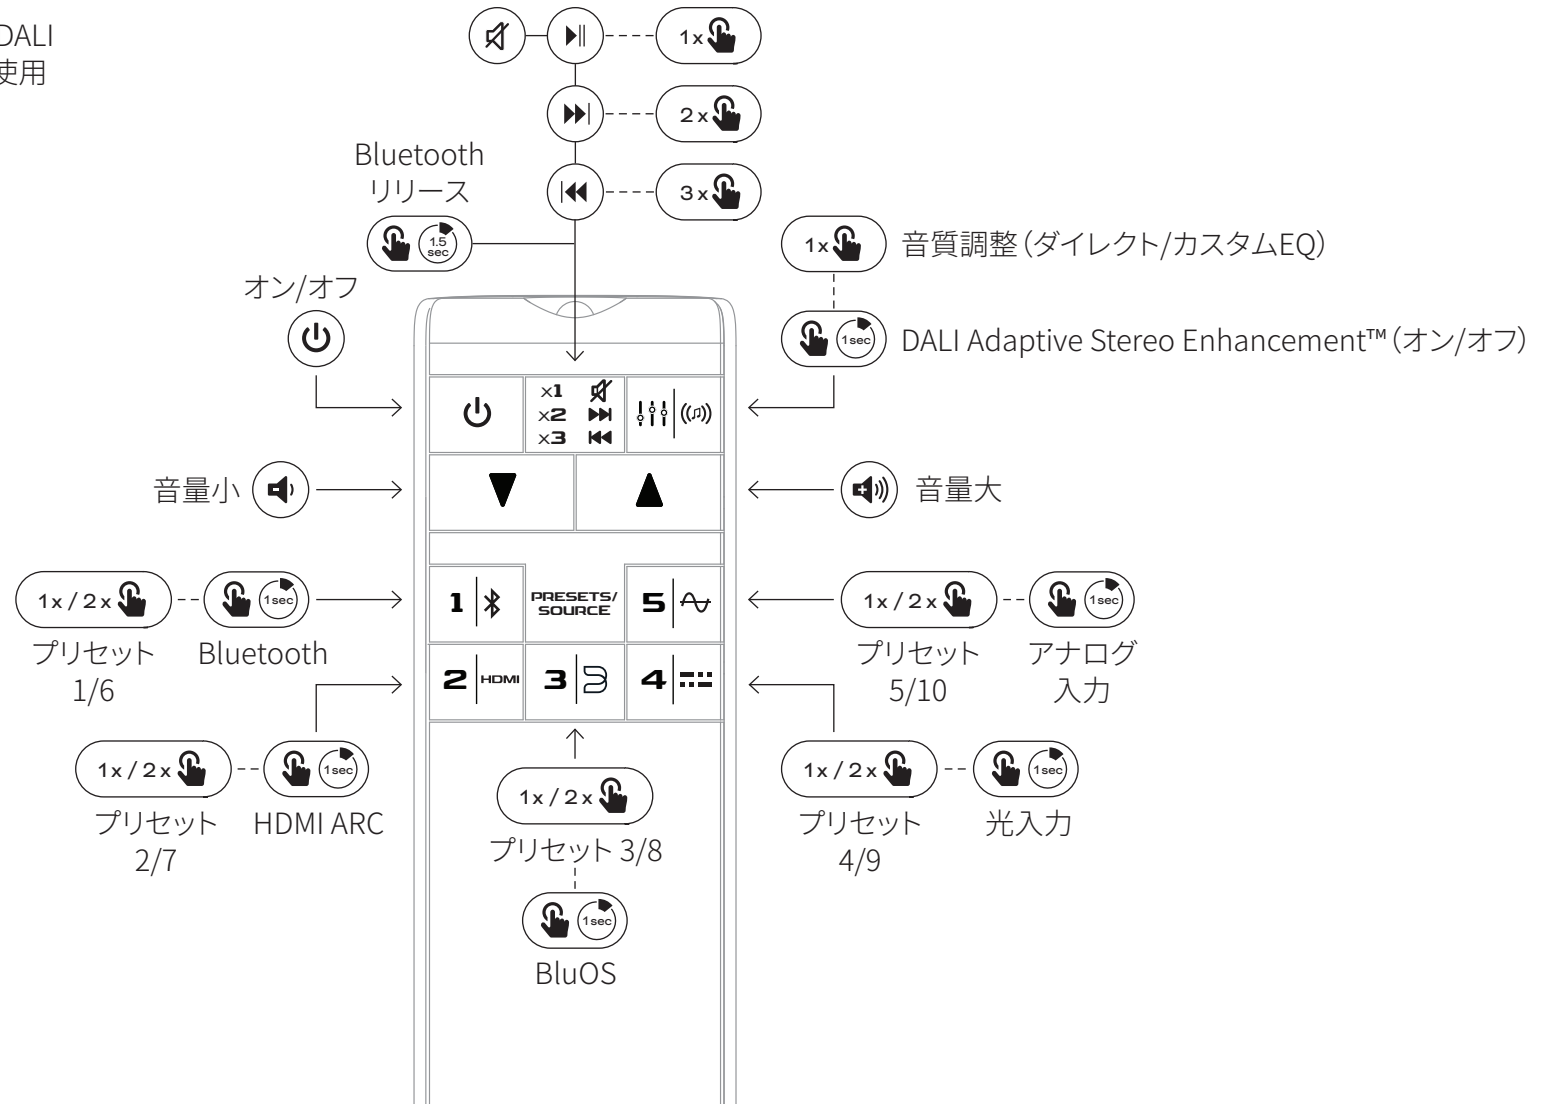 DALI
使用
1x
2x
Bluetooth
リリース
3x
1.5
sec
1x
音質調整（ダイレクト/カスタムEQ）
オン/オフ
1sec
DALI Adaptive Stereo Enhancement™（オン/オフ）
x1
x2
x3
音量小
音量大
1x / 2x
1sec
1
PRESETS/
SOURCE
5
1x / 2x
1sec
プリセット
1/6
Bluetooth
プリセット
5/10
アナログ
入力
2
HDMI
3
4
1x / 2x
1sec
プリセット
2/7
HDMI ARC
1x / 2x
プリセット 3/8
1sec
BluOS
1x / 2x
1sec
プリセット
4/9
光入力